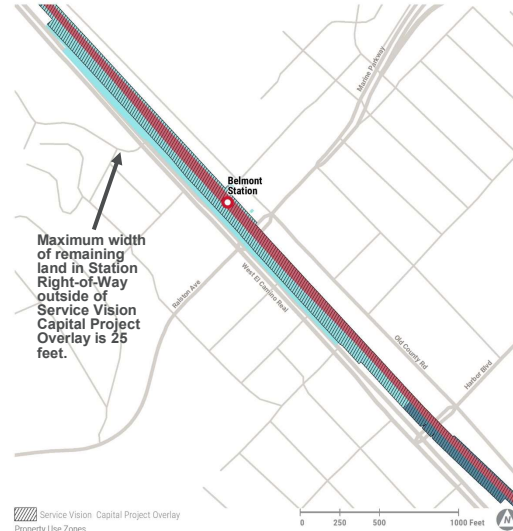 Marine Parkway
Belmont
Station
Maximum width
of remaining
land in Station
Right-of-Way
outside of
Service Vision
Capital Project
Overlay is 25
feet.
Ralston Ave
West El Camino Real
Old County Rd
Harbor Blvd
Service Vision Capital Project Overlay
Property Use Zones
0 250 500 1000 Feet
N